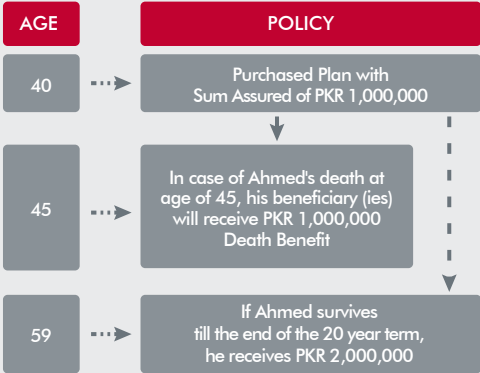 AGE
POLICY
40
Purchased Plan with
Sum Assured of PKR 1,000,000
45
In case of Ahmed's death at
age of 45, his beneficiary (ies)
will receive PKR 1,000,000
Death Benefit
59
If Ahmed survives
till the end of the 20 year term,
he receives PKR 2,000,000